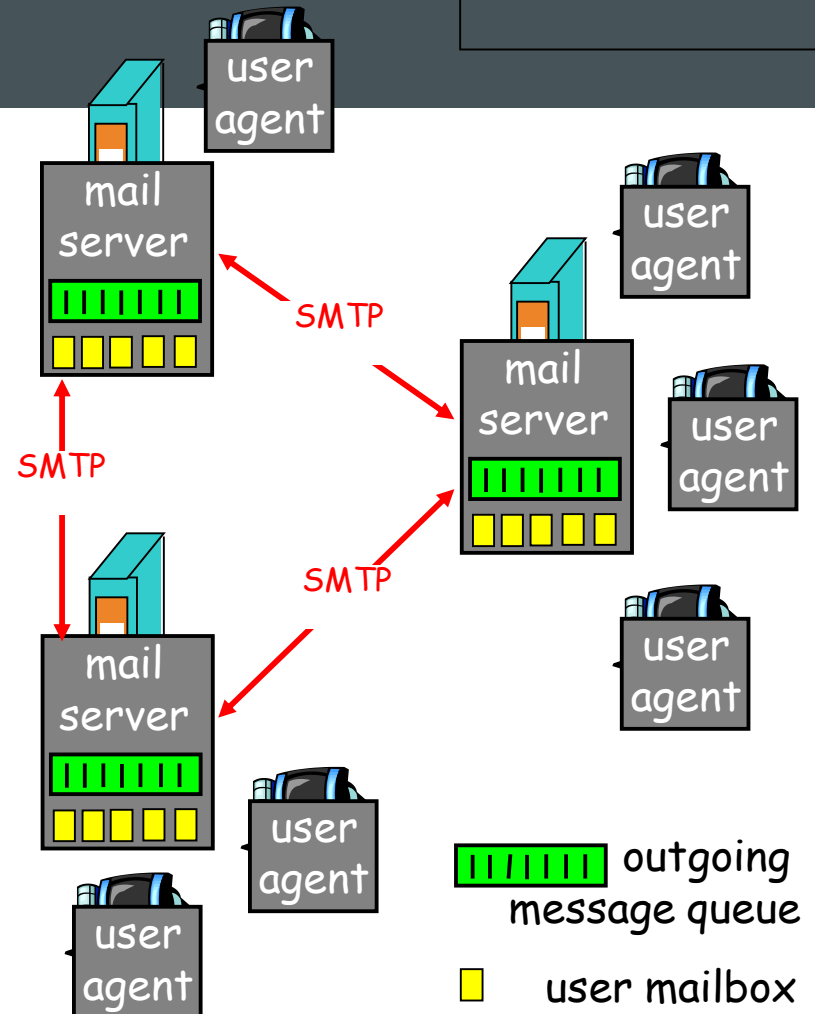 user
agent
mail
server
user
agent
SMTP
mail
server
user
agent
SMTP
SMTP
user
agent
mail
server
user
agent
outgoing
message queue
user
agent
user mailbox